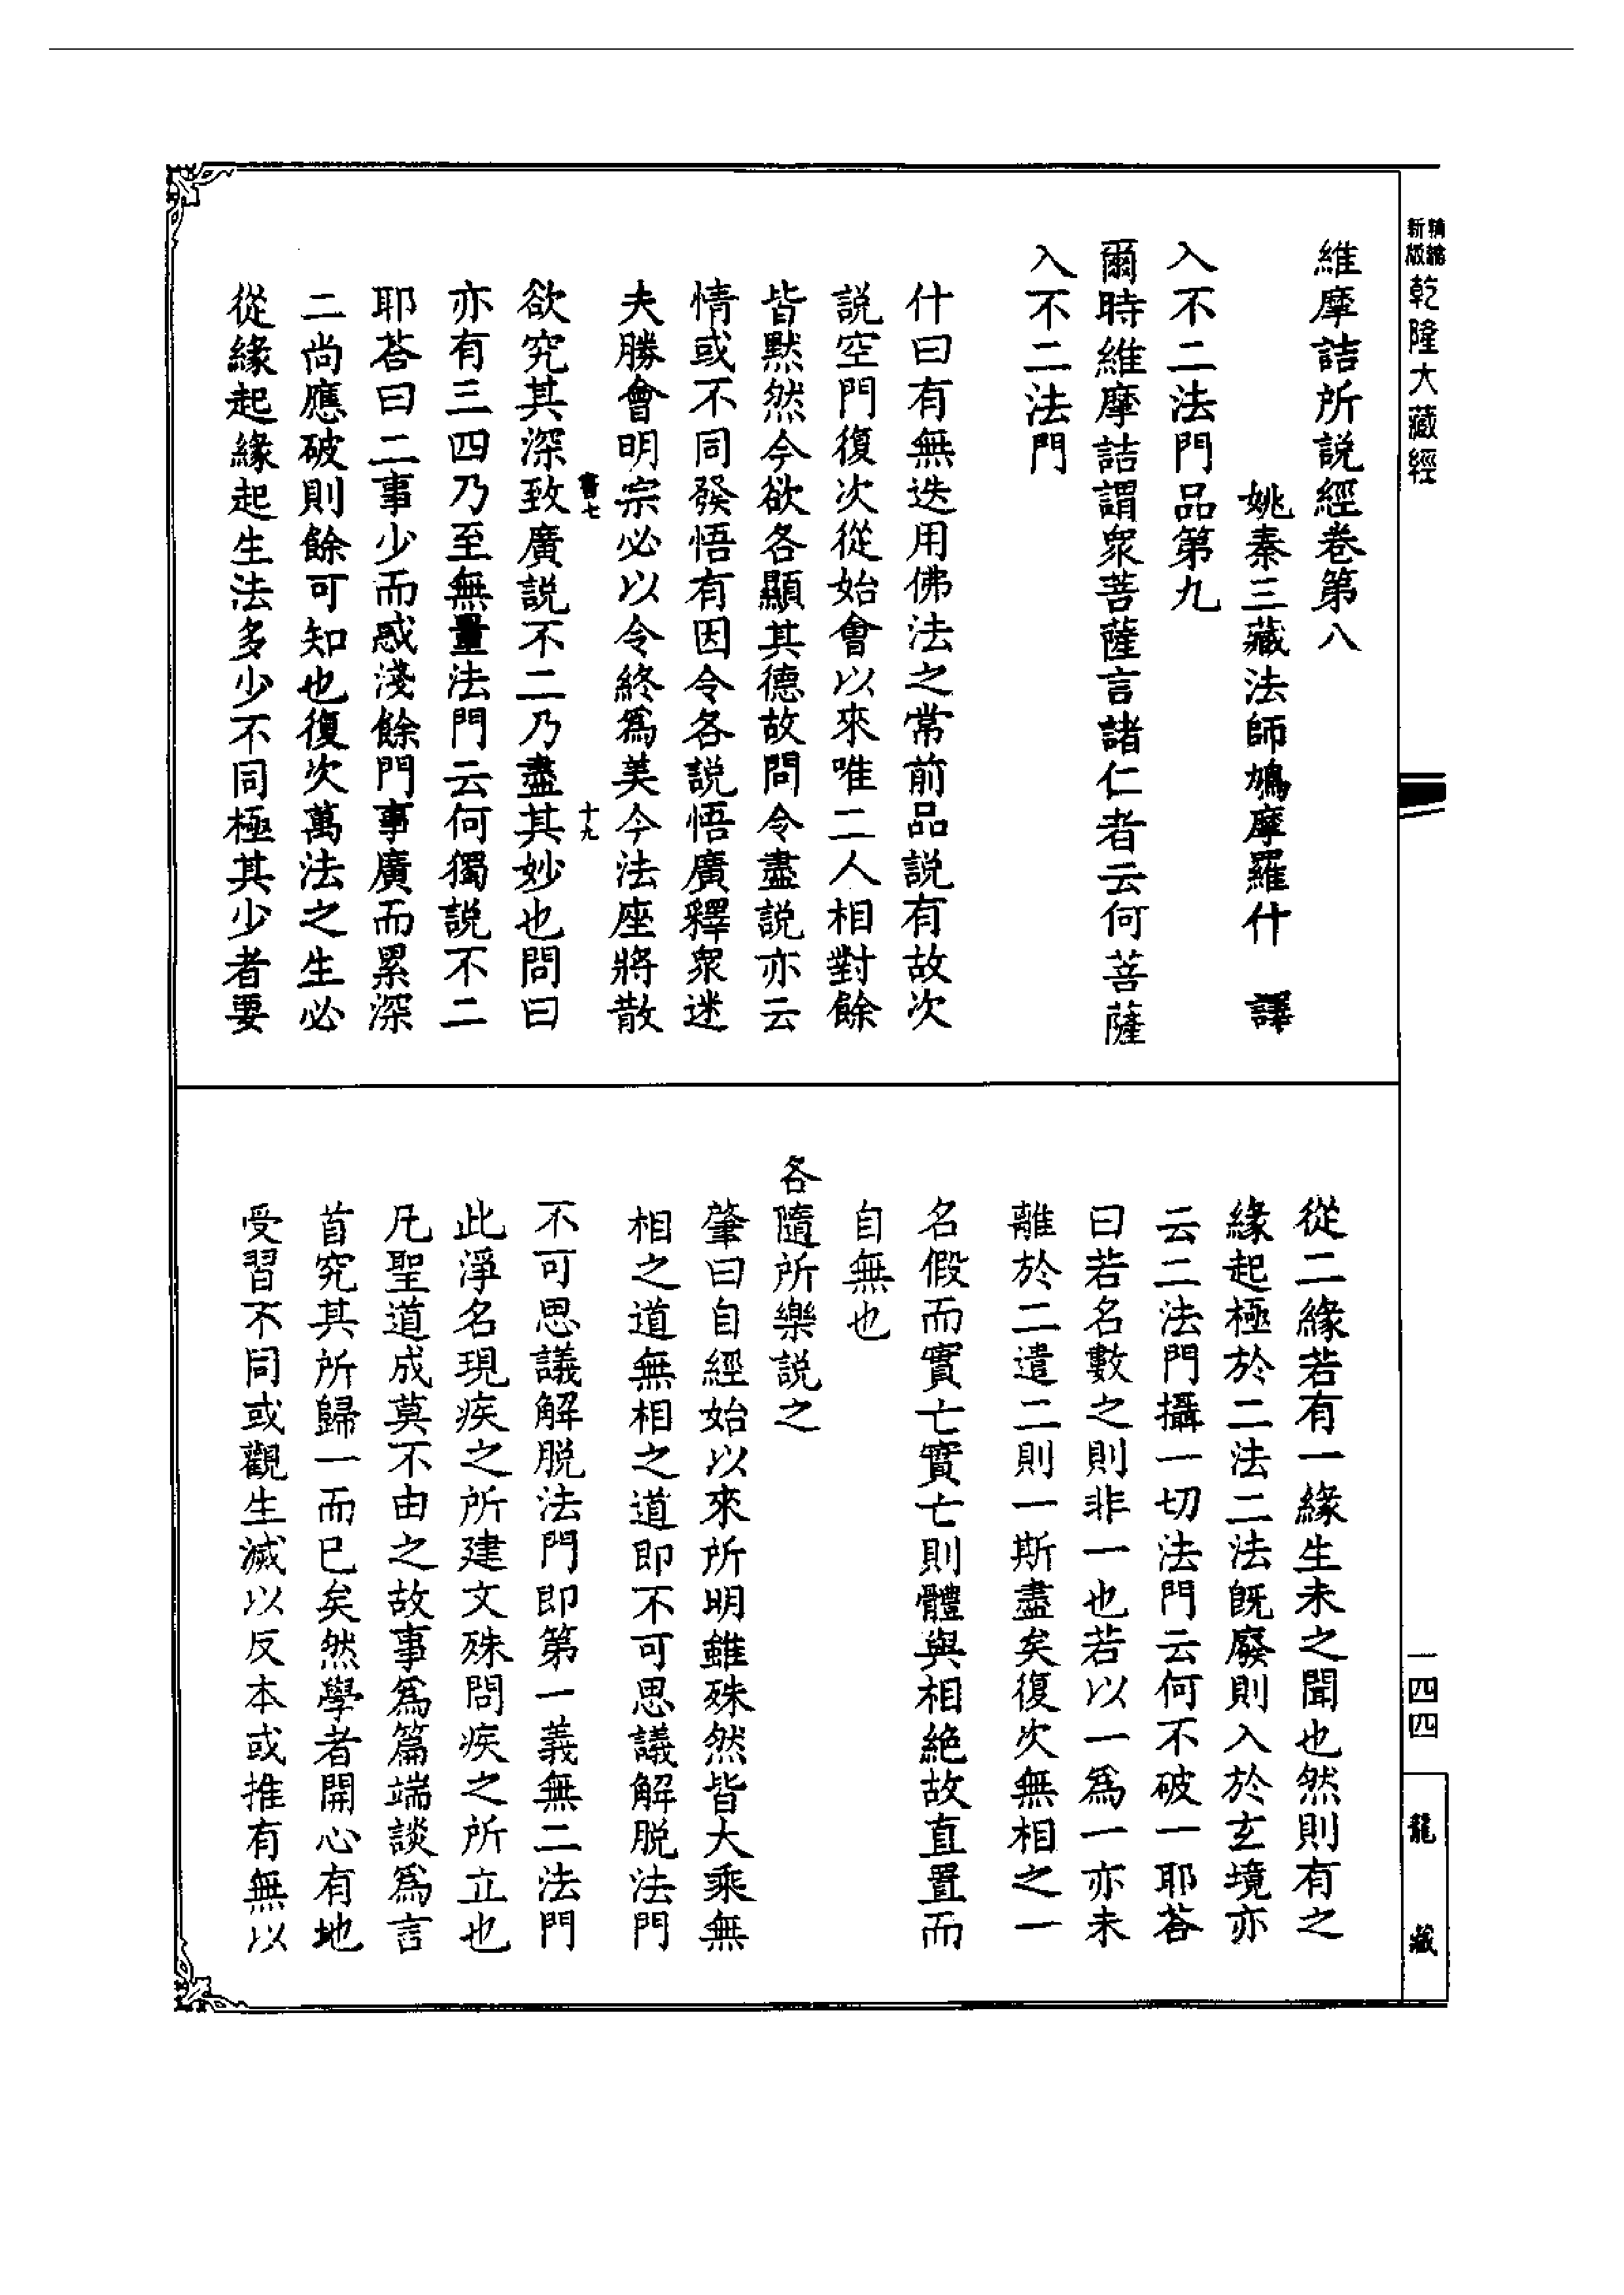 精縮
新版
乾隆大藏經
維摩詰所説經卷第八
姚秦三藏法師鳩摩羅什　譯
入不二法門品第九
爾時維摩詰謂眾菩薩言諸仁者云何菩薩
入不二法門
什曰有無迭用佛法之常前品説有故次
説空門復次從始會以來唯二人相對餘
皆默然今欲各顯其德故問令盡説亦云
情或不同發悟有因令各説悟廣釋眾迷
夫勝會明宗必以令終爲美今法座將散
書七
十九
欲究其深致廣説不二乃盡其妙也問曰
亦有三四乃至無量法門云何獨説不二
耶荅曰二事少而惑淺餘門事廣而累深
二尚應破則餘可知也復次萬法之生必
從緣起緣起生法多少不同極其少者要
從二緣若有一緣生未之聞也然則有之
緣起極於二法二法旣廢則入於玄境亦
云二法門攝一切法門云何不破一耶荅
曰若名數之則非一也若以一爲一亦未
離於二遣二則一斯盡矣復次無相之一
名假而實亡實亡則體與相絶故直置而
自無也
各隨所樂説之
肇曰自經始以來所明雖殊然皆大乘無
相之道無相之道即不可思議解脱法門
不可思議解脱法門即第一義無二法門
此淨名現疾之所建文殊問疾之所立也
凡聖道成莫不由之故事爲篇端談爲言
首究其所歸一而已矣然學者開心有地
受習不同或觀生滅以反本或推有無以
一四四
龍藏